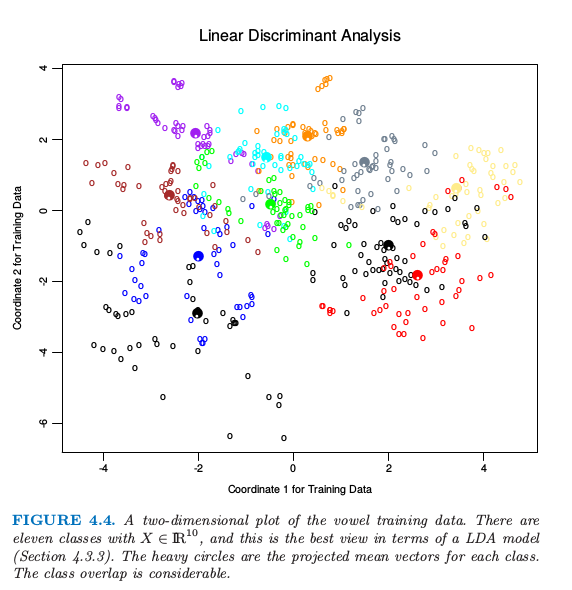 Linear Discriminant Analysis
4
2
0
-2
-4
-6
Coordinate 2 for Training Data
-4 -2 0 2 4
Coordinate 1 for Training Data
FIGURE 4.4. A two-dimensional plot of the vowel training data. There are
eleven classes with X ∈ ℝ¹⁰, and this is the best view in terms of a LDA model
(Section 4.3.3). The heavy circles are the projected mean vectors for each class.
The class overlap is considerable.